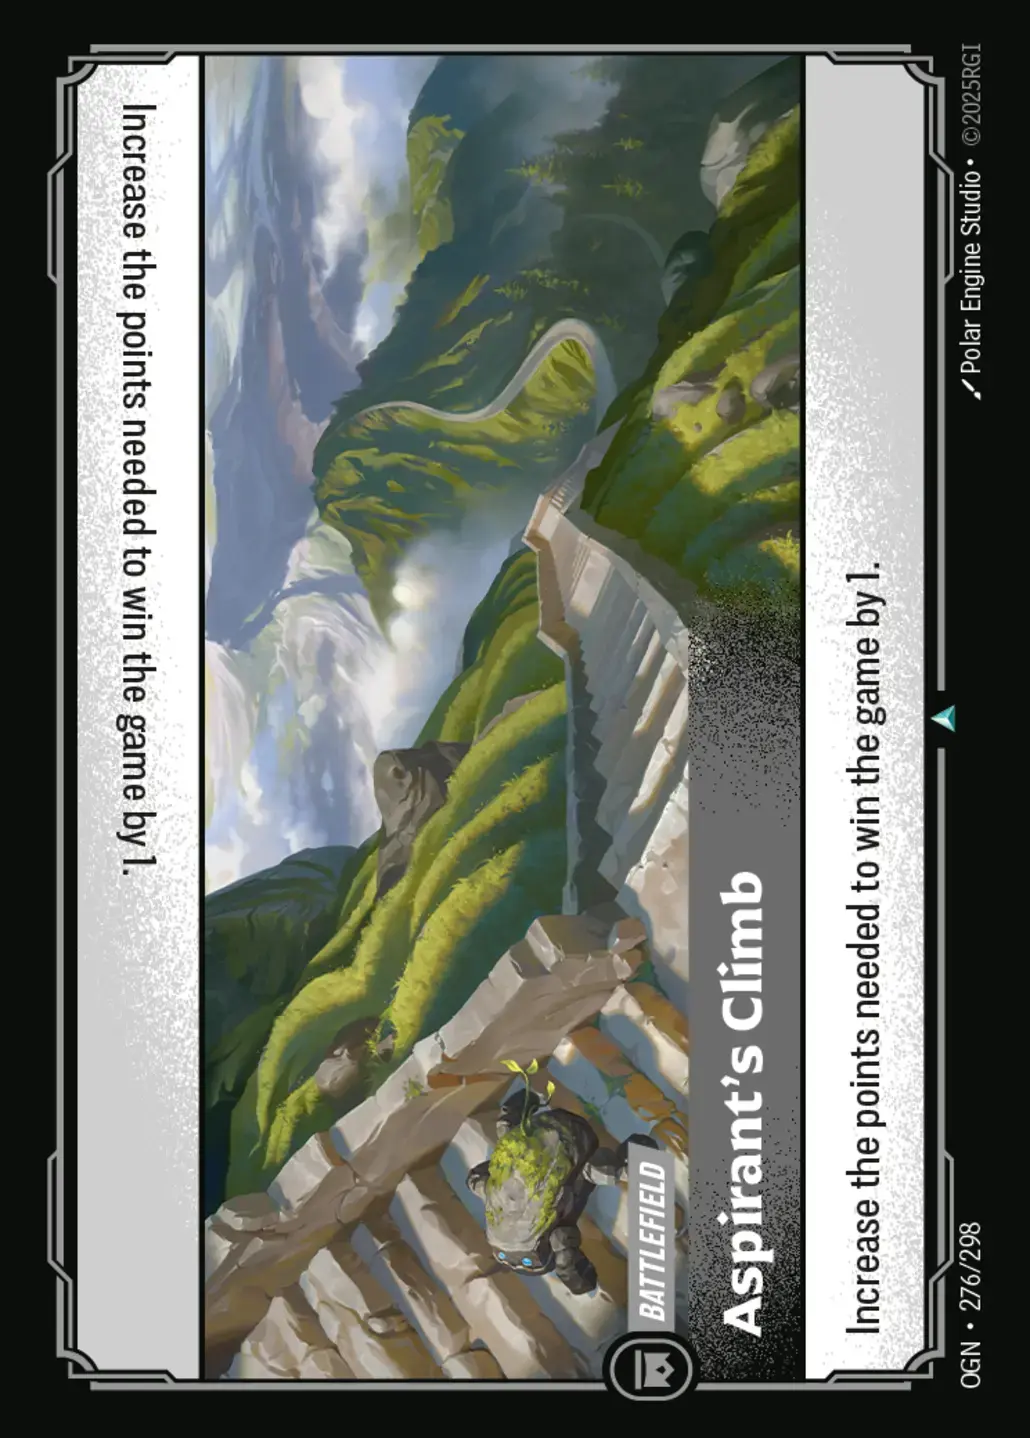 Increase the points needed to win the game by 1.
BATTLEFIELD
Aspirant's Climb
Increase the points needed to win the game by 1.
OGN • 276/298
Polar Engine Studio • ©2025RGI